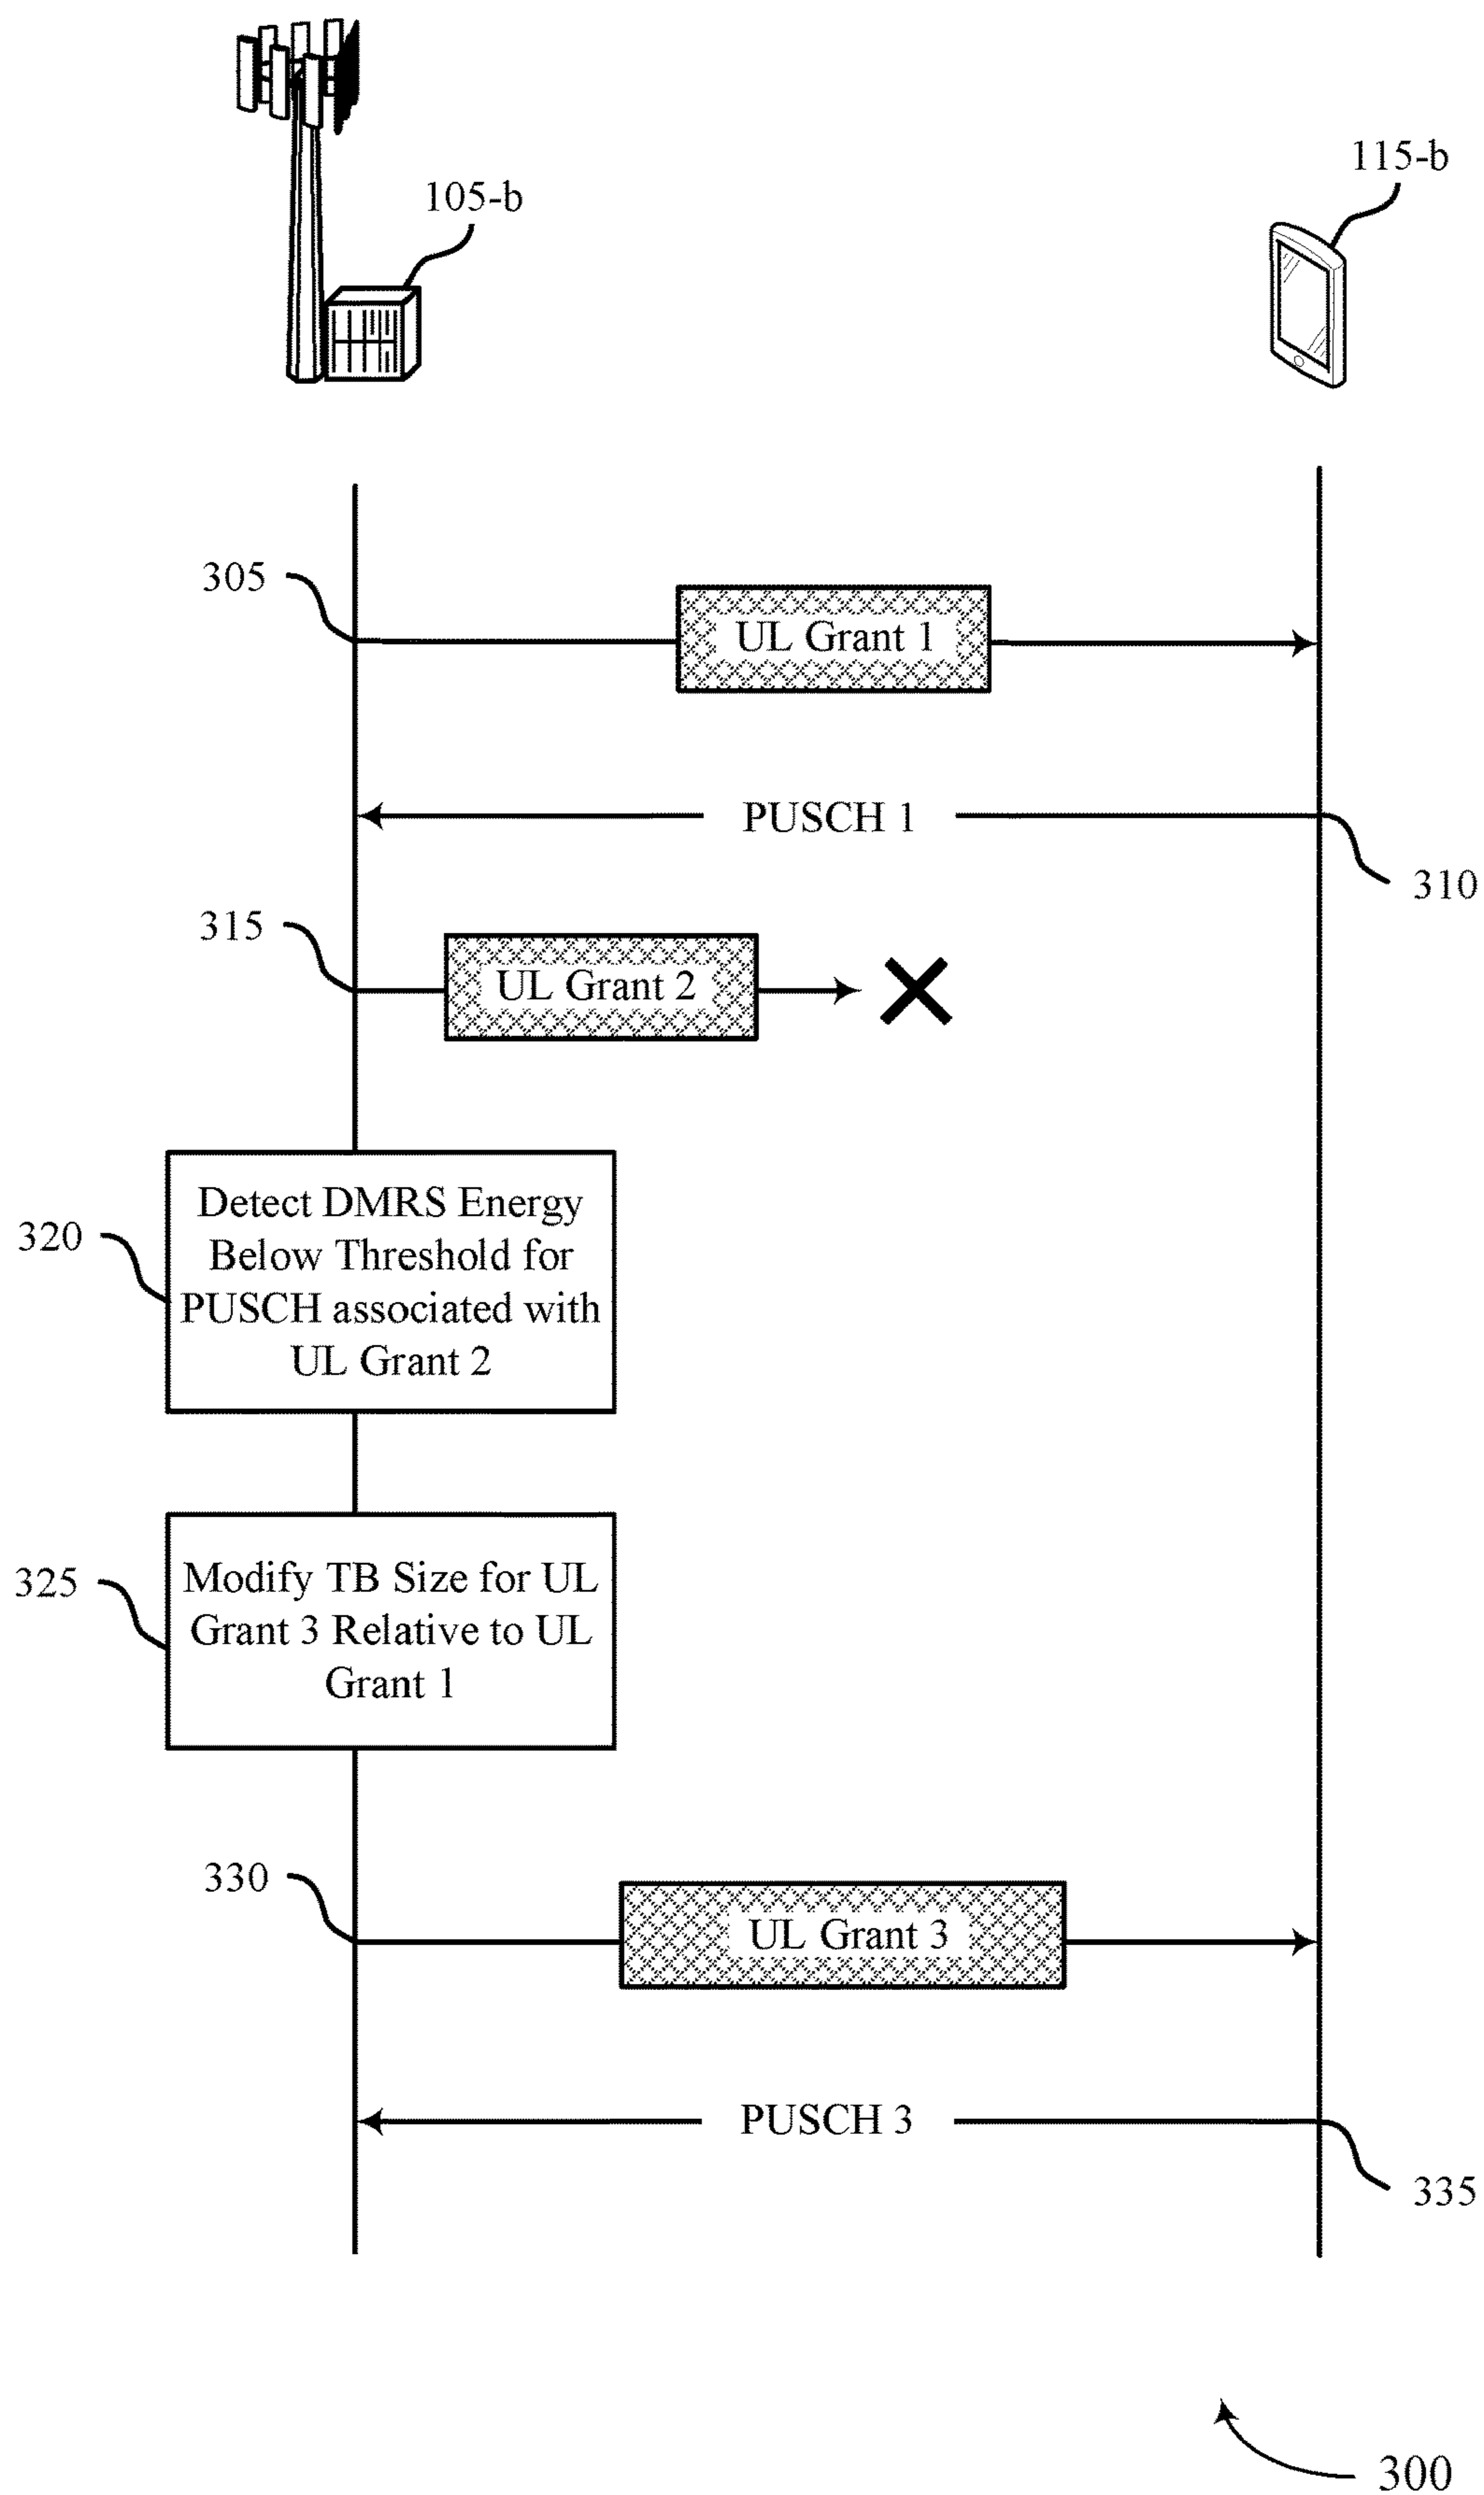 115-b
105-b
305
UL Grant 1
PUSCH 1
310
315
UL Grant 2
320
Detect DMRS Energy
Below Threshold for
PUSCH associated with
UL Grant 2
325
Modify TB Size for UL
Grant 3 Relative to UL
Grant 1
330
UL Grant 3
PUSCH 3
335
300